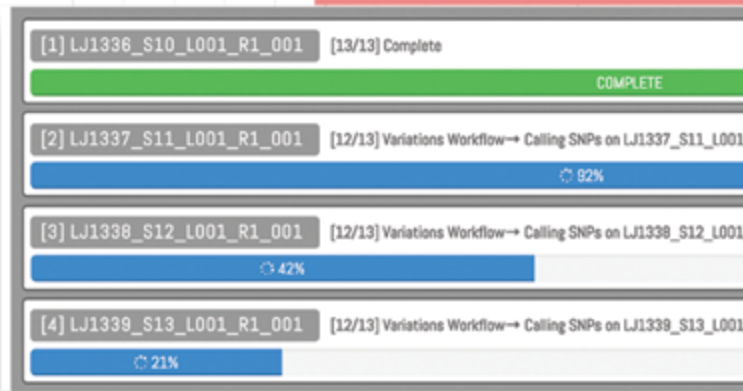 [1] LJ1336_S10_L001_R1_001 [13/13] Complete
COMPLETE
[2] LJ1337_S11_L001_R1_001 [12/13] Variations Workflow→ Calling SNPs on LJ1337_S11_L001
92%
[3] LJ1338_S12_L001_R1_001 [12/13] Variations Workflow→ Calling SNPs on LJ1338_S12_L001
42%
[4] LJ1339_S13_L001_R1_001 [12/13] Variations Workflow→ Calling SNPs on LJ1339_S13_L001
21%